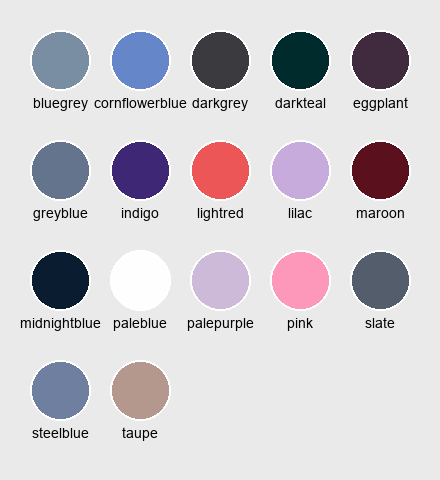 bluegrey cornflowerblue darkgrey darkteal eggplant
greyblue indigo lightred lilac maroon
midnightblue paleblue palepurple pink slate
steelblue taupe